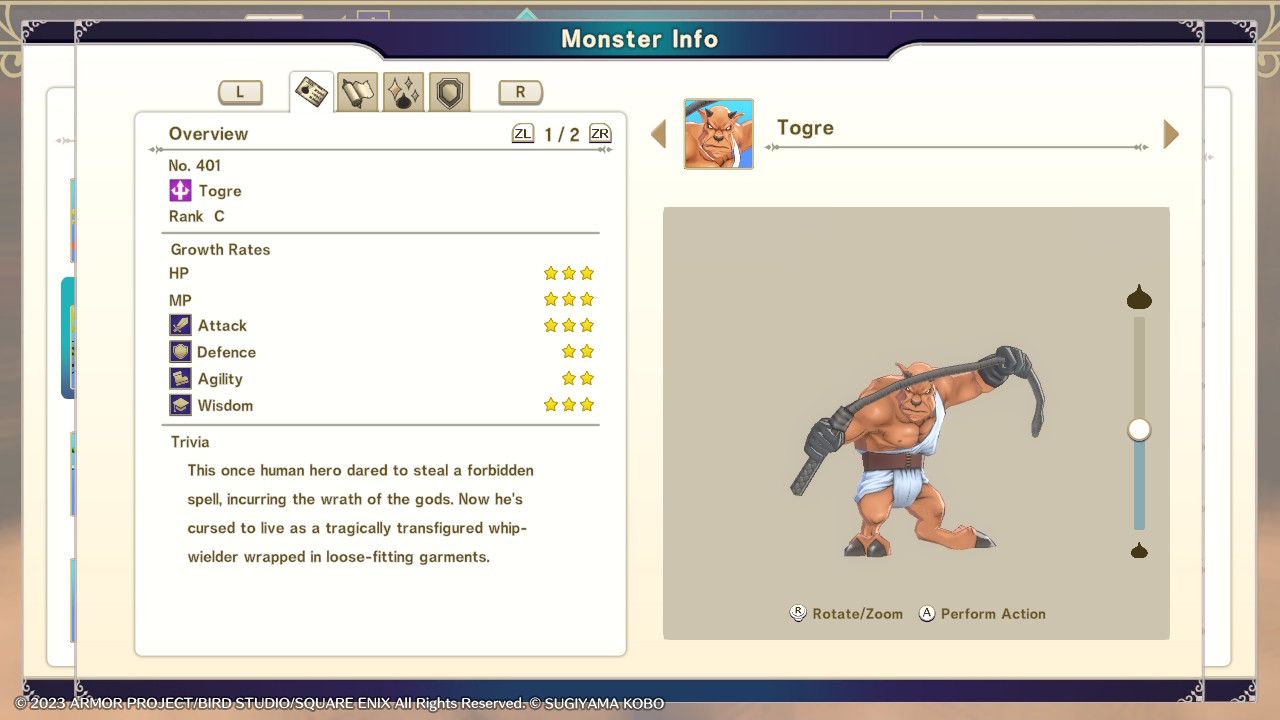 Monster Info
L
R
Overview
ZL 1 / 2 ZR
No. 401
Togre
Rank C
Growth Rates
HP
MP
Attack
Defence
Agility
Wisdom
Trivia
This once human hero dared to steal a forbidden
spell, incurring the wrath of the gods. Now he's
cursed to live as a tragically transfigured whip-
wielder wrapped in loose-fitting garments.
Togre
R Rotate/Zoom A Perform Action
© 2023 ARMOR PROJECT/BIRD STUDIO/SQUARE ENIX All Rights Reserved. © SUGIYAMA KOBO